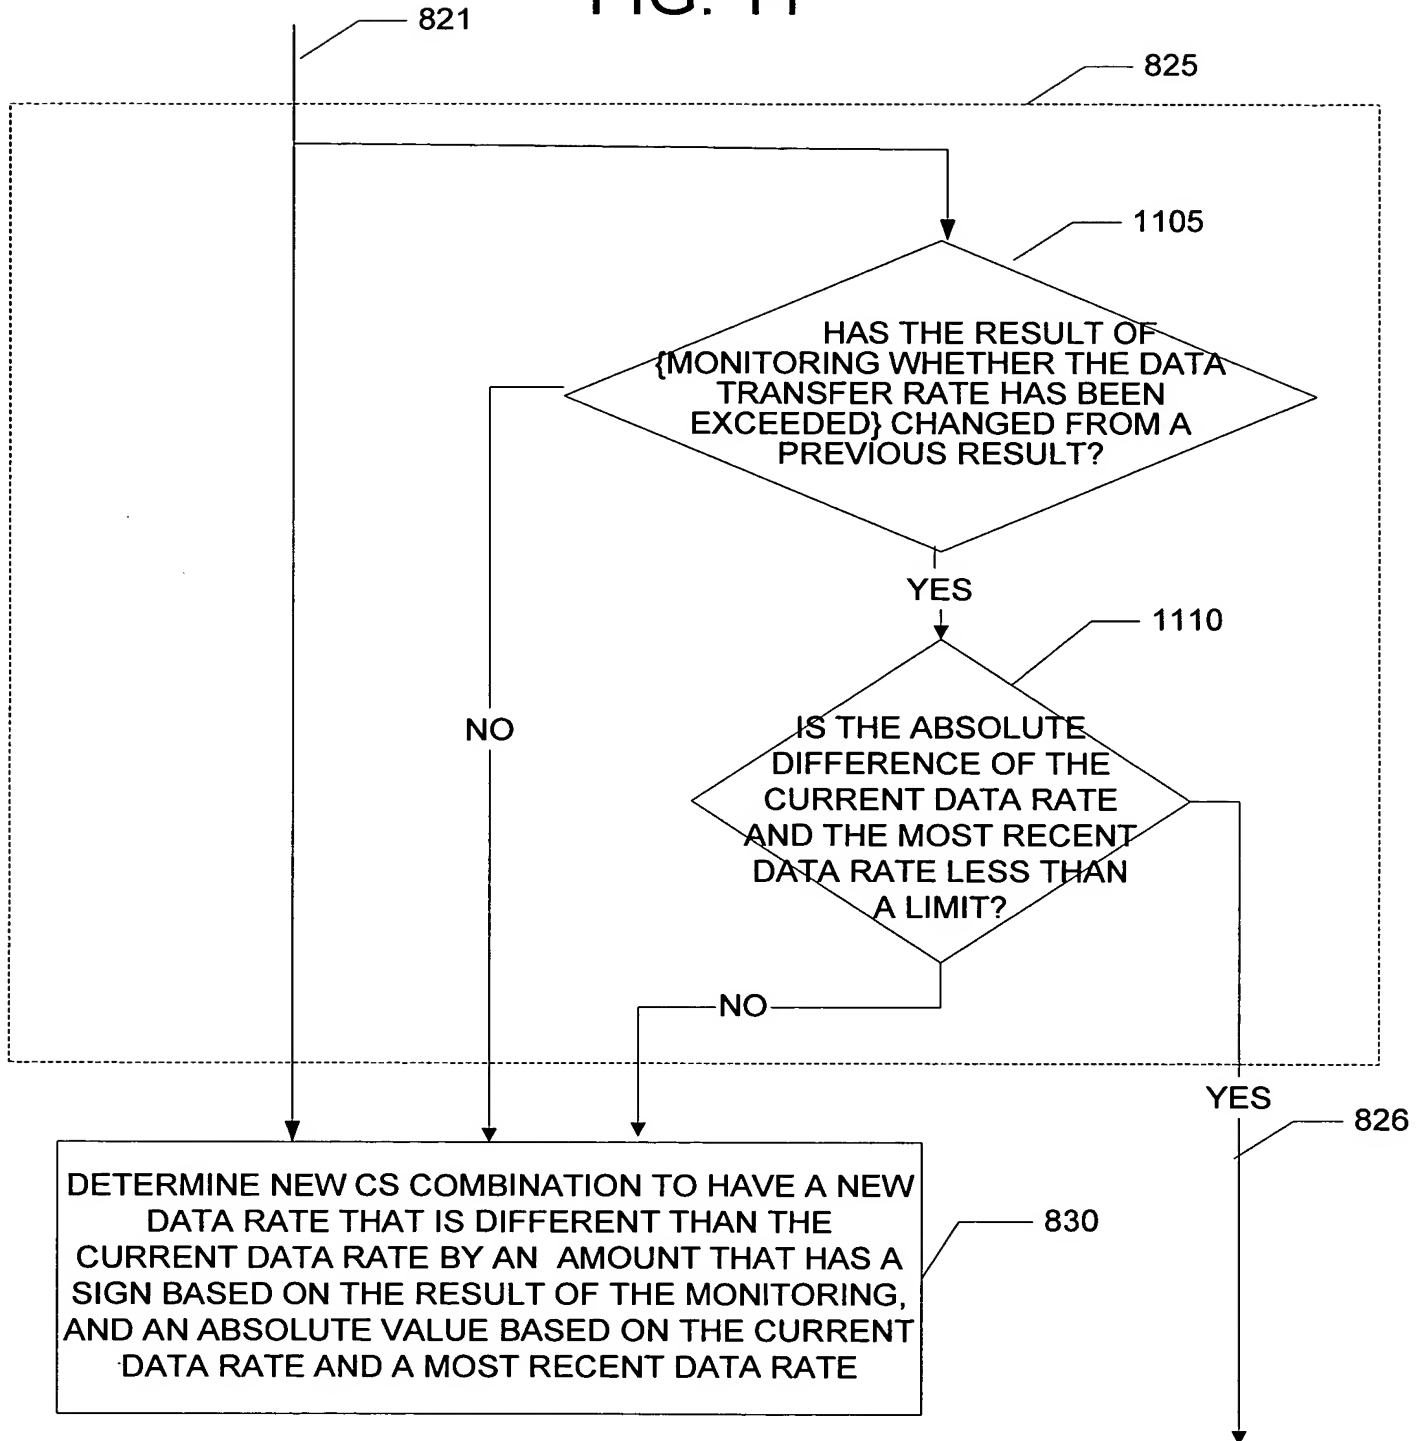 FIG. 11
821
825
1105
HAS THE RESULT OF
{MONITORING WHETHER THE DATA
TRANSFER RATE HAS BEEN
EXCEEDED} CHANGED FROM A
PREVIOUS RESULT?
YES
1110
NO
IS THE ABSOLUTE
DIFFERENCE OF THE
CURRENT DATA RATE
AND THE MOST RECENT
DATA RATE LESS THAN
A LIMIT?
NO
YES
826
DETERMINE NEW CS COMBINATION TO HAVE A NEW
DATA RATE THAT IS DIFFERENT THAN THE
CURRENT DATA RATE BY AN AMOUNT THAT HAS A
SIGN BASED ON THE RESULT OF THE MONITORING,
AND AN ABSOLUTE VALUE BASED ON THE CURRENT
DATA RATE AND A MOST RECENT DATA RATE
830